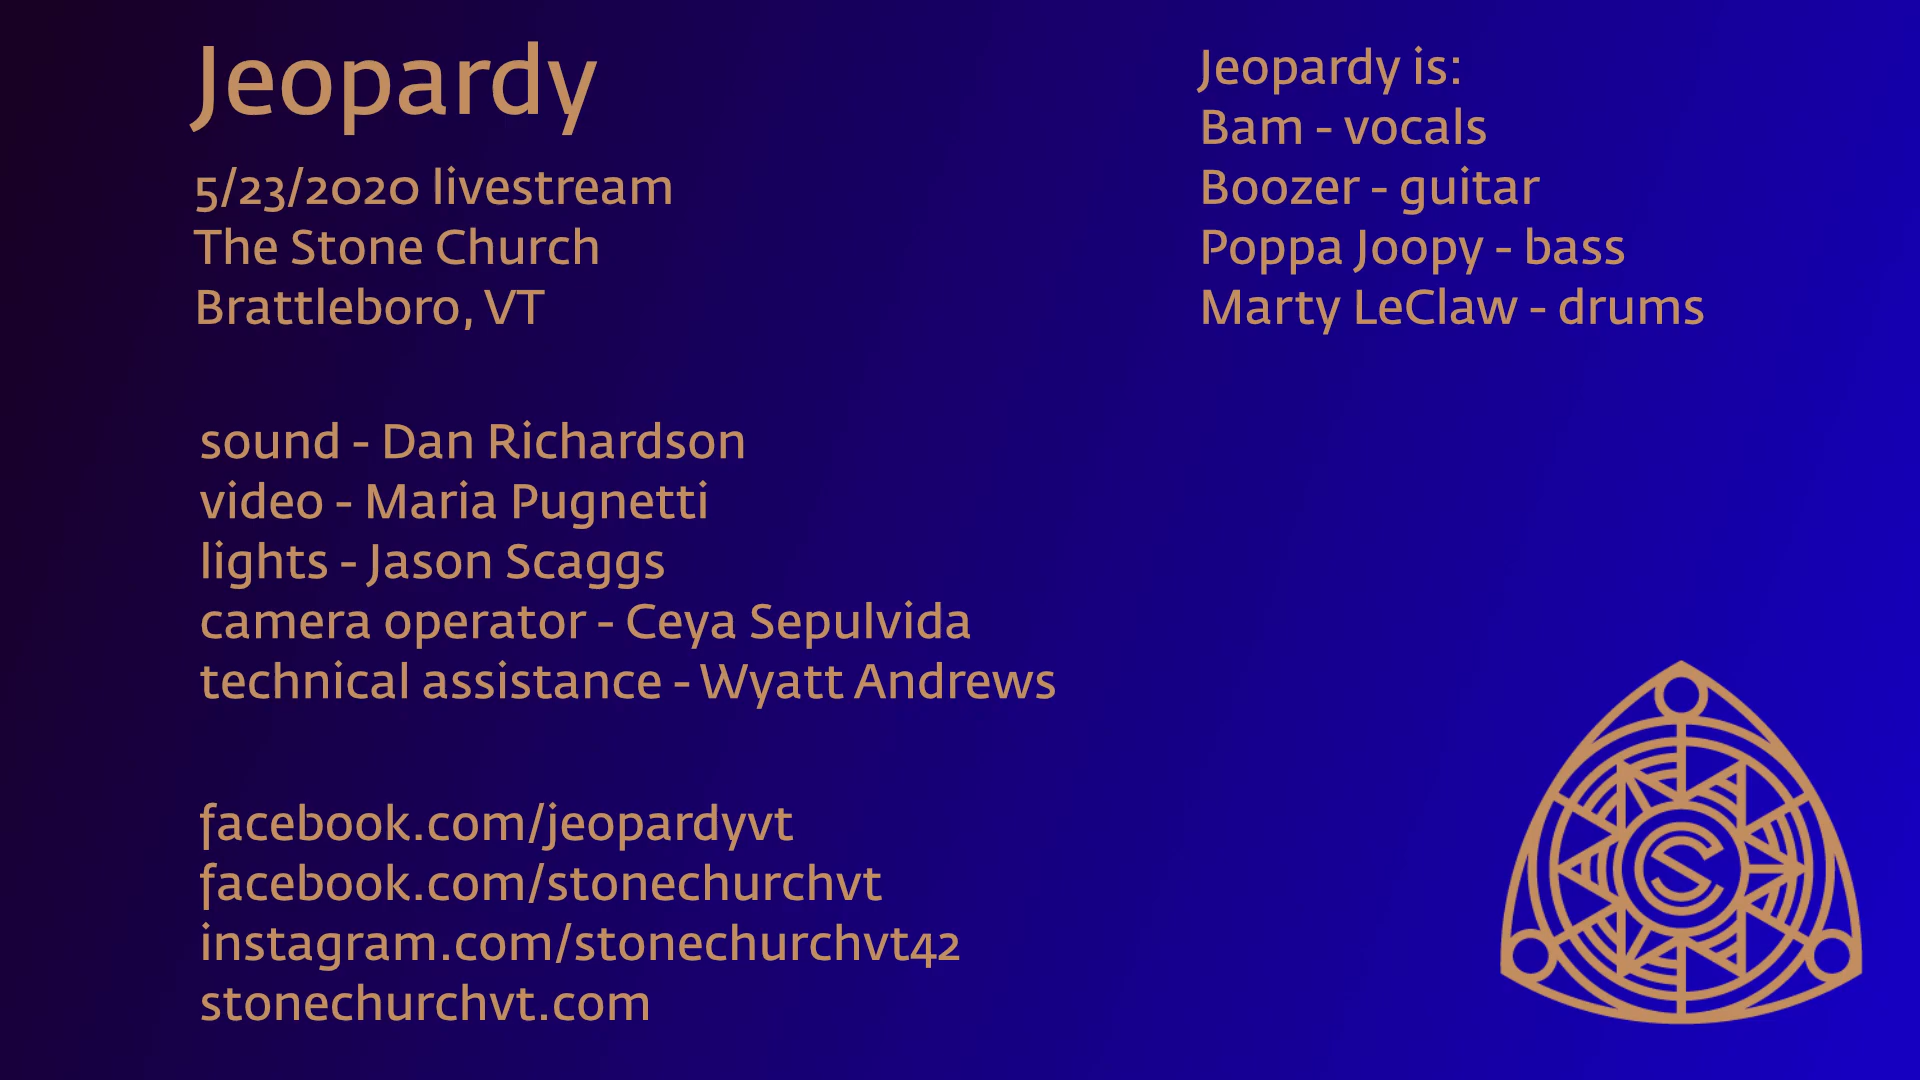 Jeopardy
5/23/2020 livestream
The Stone Church
Brattleboro, VT
sound - Dan Richardson
video - Maria Pugnetti
lights - Jason Scaggs
camera operator - Ceya Sepulvida
technical assistance - Wyatt Andrews
facebook.com/jeopardyvt
facebook.com/stonechurchvt
instagram.com/stonechurchvt42
stonechurchvt.com
Jeopardy is:
Bam - vocals
Boozer - guitar
Poppa Joopy - bass
Marty LeClaw - drums
S